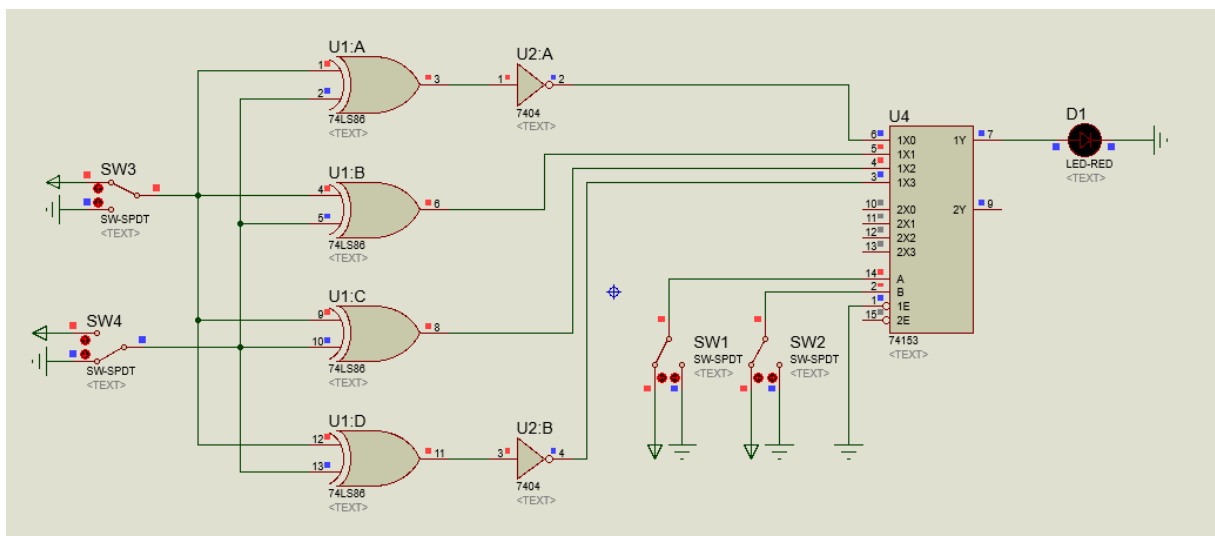 U1:A
1
2
3
74LS86
<TEXT>
U2:A
1
2
7404
<TEXT>
U1:B
4
5
6
74LS86
<TEXT>
U1:C
9
10
8
74LS86
<TEXT>
U1:D
12
13
11
74LS86
<TEXT>
U2:B
3
4
7404
<TEXT>
SW3
SW-SPDT
<TEXT>
SW4
SW-SPDT
<TEXT>
SW1
SW-SPDT
<TEXT>
SW2
SW-SPDT
<TEXT>
U4
6 1X0 1Y 7
5 1X1
4 1X2
3 1X3
10 2X0 2Y 9
11 2X1
12 2X2
13 2X3
14 A
2 B
1 1E
15 2E
74153
<TEXT>
D1
LED-RED
<TEXT>